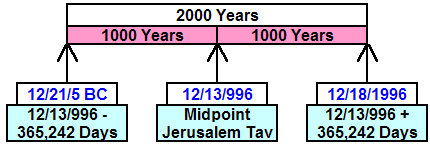 2000 Years
1000 Years 1000 Years
12/21/5 BC 12/13/996 12/18/1996
12/13/996 - Midpoint 12/13/996 +
365,242 Days Jerusalem Tav 365,242 Days